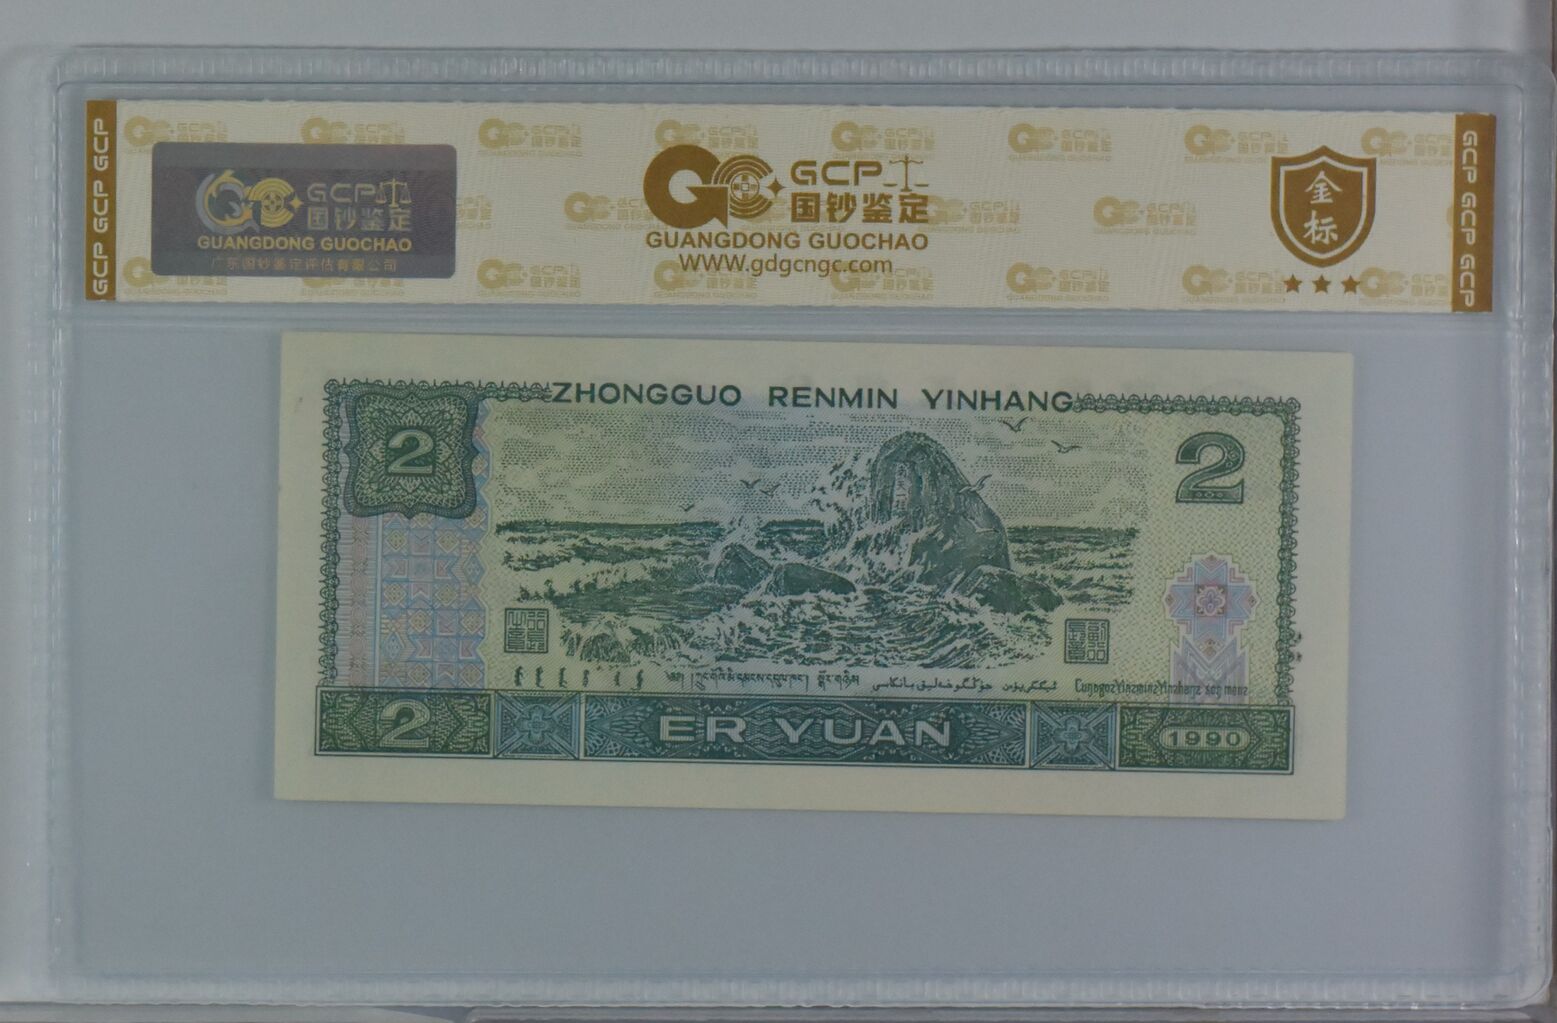 GCP GCP GCP
GCP
国钞鉴定
GUANGDONG GUOCHAO
广东国钞鉴定评估有限公司
GCP
国钞鉴定
GUANGDONG GUOCHAO
WWW.gdgcngc.com
金
标
GCP GCP GCP
ZHONGGUO RENMIN YINHANG
2
2
2
ER YUAN
1990